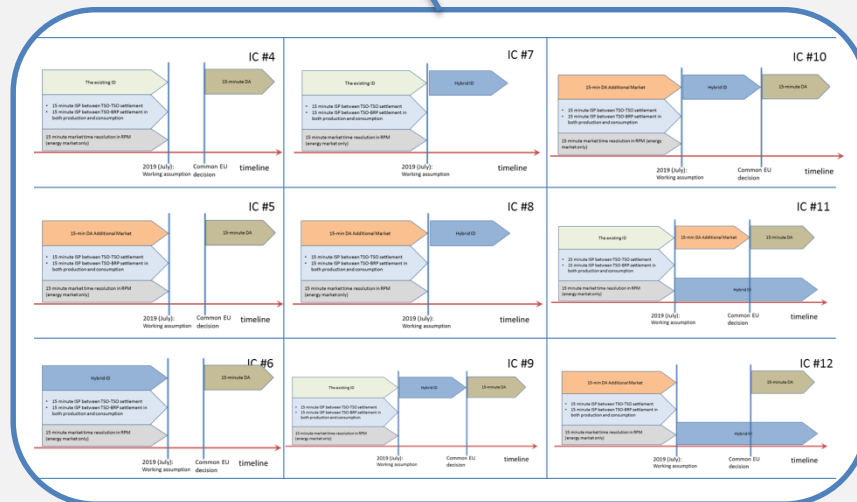 IC #4
The existing ID
15-minute DA
• 15 minute ISP between TSO-TSO settlement
• 15 minute ISP between TSO-BRP settlement in
both production and consumption
15 minute market time resolution in RPM
(energy market only)
2019 (July):
Working assumption
Common EU
decision
timeline
IC #7
The existing ID
Hybrid ID
• 15 minute ISP between TSO-TSO settlement
• 15 minute ISP between TSO-BRP settlement in
both production and consumption
15 minute market time resolution in RPM
(energy market only)
2019 (July):
Working assumption
timeline
IC #10
15-min DA Additional Market
Hybrid ID
15-minute DA
• 15 minute ISP between TSO-TSO settlement
• 15 minute ISP between TSO-BRP settlement in
both production and consumption
15 minute market time resolution in RPM (energy
market only)
2019 (July):
Working assumption
Common EU
decision
timeline
IC #5
15-min DA Additional Market
15-minute DA
• 15 minute ISP between TSO-TSO settlement
• 15 minute ISP between TSO-BRP settlement in
both production and consumption
15 minute market time resolution in RPM
(energy market only)
2019 (July):
Working assumption
Common EU
decision
timeline
IC #8
15-min DA Additional Market
Hybrid ID
• 15 minute ISP between TSO-TSO settlement
• 15 minute ISP between TSO-BRP settlement in
both production and consumption
15 minute market time resolution in RPM
(energy market only)
2019 (July):
Working assumption
timeline
IC #11
The existing ID
15-min DA Additional Market
15-minute DA
• 15 minute ISP between TSO-TSO settlement
• 15 minute ISP between TSO-BRP settlement in
both production and consumption
15 minute market time resolution in RPM
(energy market only)
Hybrid ID
2019 (July):
Working assumption
Common EU
decision
timeline
IC #6
Hybrid ID
15-minute DA
• 15 minute ISP between TSO-TSO settlement
• 15 minute ISP between TSO-BRP settlement in
both production and consumption
15 minute market time resolution in RPM
(energy market only)
2019 (July):
Working assumption
Common EU
decision
timeline
IC #9
The existing ID
Hybrid ID
15-minute DA
• 15 minute ISP between TSO-TSO settlement
• 15 minute ISP between TSO-BRP settlement in
both production and consumption
15 minute market time resolution in RPM
(energy market only)
2019 (July):
Working assumption
Common EU
decision
timeline
IC #12
15-min DA Additional Market
15-minute DA
• 15 minute ISP between TSO-TSO settlement
• 15 minute ISP between TSO-BRP settlement in
both production and consumption
15 minute market time resolution in RPM
(energy market only)
Hybrid ID
2019 (July):
Working assumption
Common EU
decision
timeline